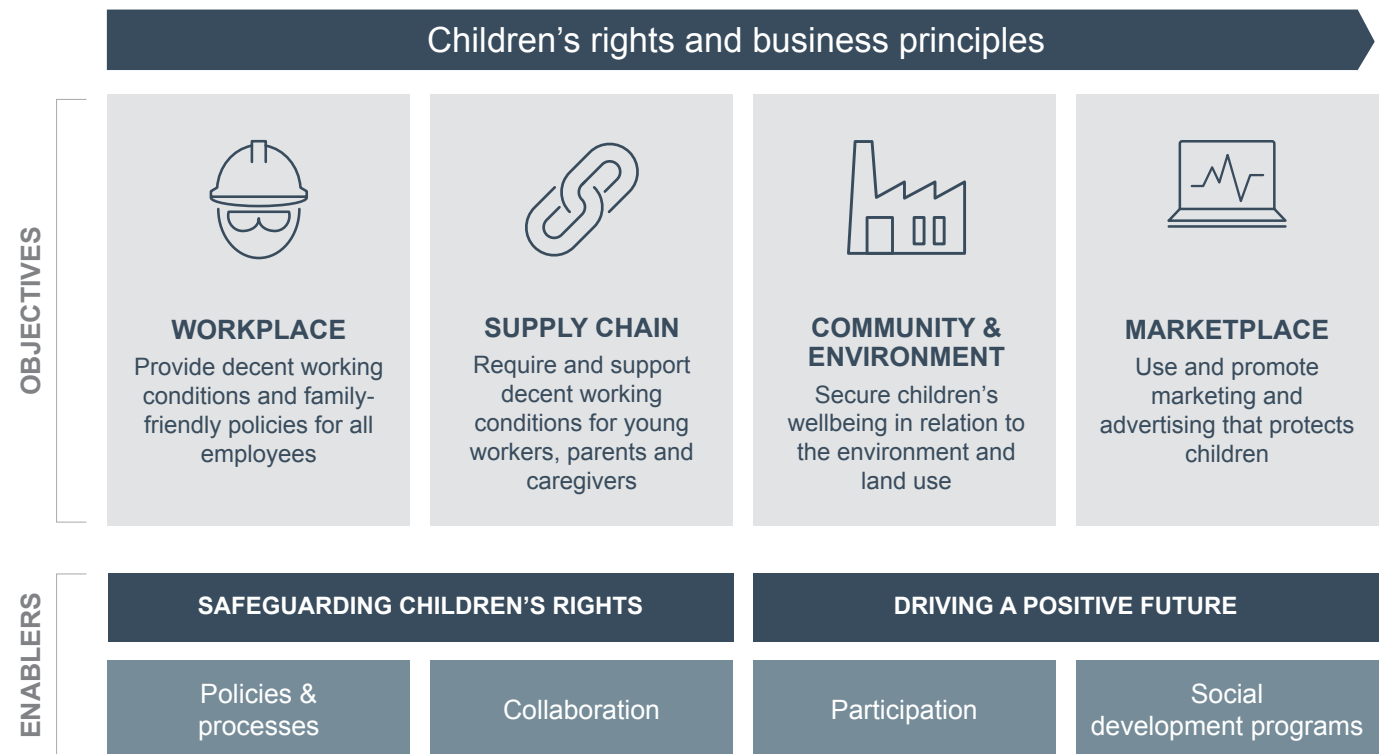 Children’s rights and business principles
OBJECTIVES
WORKPLACE
Provide decent working
conditions and family-
friendly policies for all
employees
SUPPLY CHAIN
Require and support
decent working
conditions for young
workers, parents and
caregivers
COMMUNITY &
ENVIRONMENT
Secure children’s
wellbeing in relation to
the environment and
land use
MARKETPLACE
Use and promote
marketing and
advertising that protects
children
ENABLERS
SAFEGUARDING CHILDREN’S RIGHTS
DRIVING A POSITIVE FUTURE
Policies &
processes
Collaboration
Participation
Social
development programs